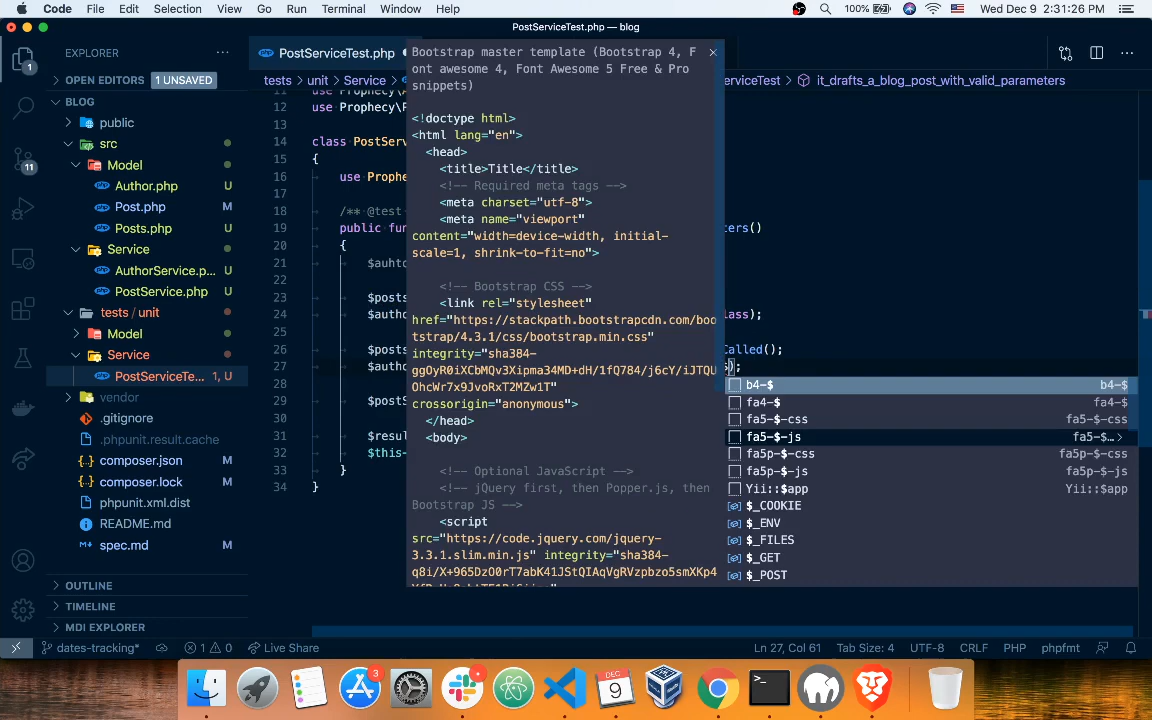 Code File Edit Selection View Go Run Terminal Window Help 100% Wed Dec 9 2:31:26 PM
PostServiceTest.php — blog
1
EXPLORER
OPEN EDITORS 1 UNSAVED
BLOG
public
src
Model
Author.php U
Post.php M
Posts.php U
Service
AuthorService.p... U
PostService.php U
tests / unit
Model
Service
PostServiceTe... 1, U
vendor
.gitignore
.phpunit.result.cache
composer.json M
composer.lock M
phpunit.xml.dist
README.md
spec.md M
OUTLINE
TIMELINE
MDI EXPLORER
11
PostServiceTest.php
tests > unit > Service > erviceTest > it_drafts_a_blog_post_with_valid_parameters
11
12 use Prophecy\P
13
14 class PostServ
15 {
16 use Prophe
17
18 /** @test
19 public fun ters()
20 {
21 $auhto
22
23 $posts
24 $autho lass);
25
26 $posts Called();
27 $autho s);
28
29 $postS
30
31 $resul
32 $this-
33 }
34 }
Bootstrap master template (Bootstrap 4, F
ont awesome 4, Font Awesome 5 Free & Pro
snippets)
<!doctype html>
<html lang="en">
<head>
<title>Title</title>
<!-- Required meta tags -->
<meta charset="utf-8">
<meta name="viewport"
content="width=device-width, initial-
scale=1, shrink-to-fit=no">
<!-- Bootstrap CSS -->
<link rel="stylesheet"
href="https://stackpath.bootstrapcdn.com/boo
tstrap/4.3.1/css/bootstrap.min.css"
integrity="sha384-
ggOyR0iXCbMQv3Xipma34MD+dH/1fQ784/j6cY/iJTQU
OhcWr7x9JvoRxT2MZw1T"
crossorigin="anonymous">
</head>
<body>
<!-- Optional JavaScript -->
<!-- jQuery first, then Popper.js, then
Bootstrap JS -->
<script
src="https://code.jquery.com/jquery-
3.3.1.slim.min.js" integrity="sha384-
q8i/X+965DzO0rT7abK41JStQIAqVgRVzpbzo5smXKp4
b4-$ b4-$
fa4-$ fa4-$
fa5-$-css fa5-$-css
fa5-$-js fa5-$…
fa5p-$-css fa5p-$-css
fa5p-$-js fa5p-$-js
Yii::$app Yii::$app
$_COOKIE
$_ENV
$_FILES
$_GET
$_POST
dates-tracking* 1 0 Live Share Ln 27, Col 61 Tab Size: 4 UTF-8 CRLF PHP phpfmt
3
DEC
9